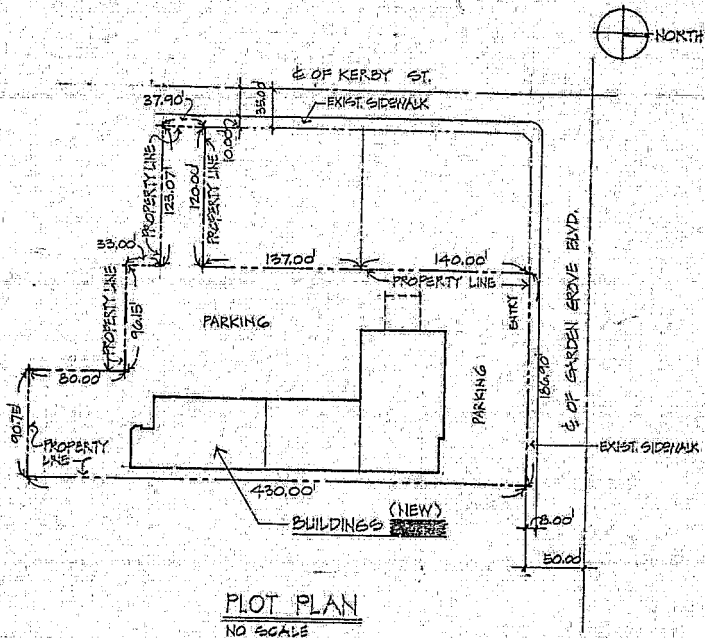 NORTH
℄ OF KERBY ST.
37.90'
35.00'
EXIST. SIDEWALK
10.00'
PROPERTY LINE
123.07'
120.00'
PROPERTY LINE
33.00'
137.00'
140.00'
PROPERTY LINE
PROPERTY LINE
96.15'
PARKING
ENTRY
PARKING
186.90'
℄ OF GARDEN GROVE BLVD.
80.00'
90.75'
PROPERTY
LINE
EXIST. SIDEWALK
430.00'
(NEW)
BUILDINGS
8.00'
50.00'
PLOT PLAN
NO SCALE